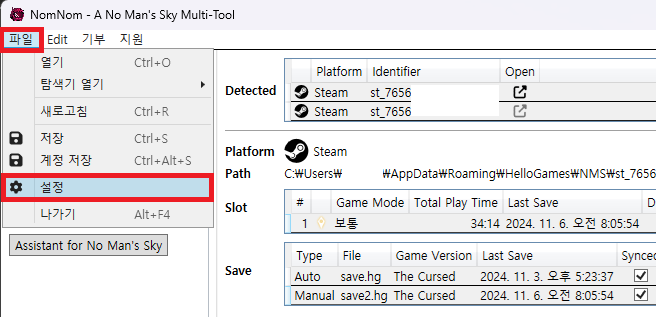 NomNom - A No Man's Sky Multi-Tool
파일 Edit 기부 지원
열기 Ctrl+O
탐색기 열기
새로고침 Ctrl+R
저장 Ctrl+S
계정 저장 Ctrl+Alt+S
설정
나가기 Alt+F4
Assistant for No Man's Sky
Detected
Platform Identifier Open
Steam st_7656
Steam st_7656
Platform Steam
Path C:₩Users₩ ₩AppData₩Roaming₩HelloGames₩NMS₩st_7656
Slot
# Game Mode Total Play Time Last Save D
1 보통 34:14 2024. 11. 6. 오전 8:05:54
Save
Type File Game Version Last Save Synced
Auto save.hg The Cursed 2024. 11. 3. 오후 5:23:37
Manual save2.hg The Cursed 2024. 11. 6. 오전 8:05:54